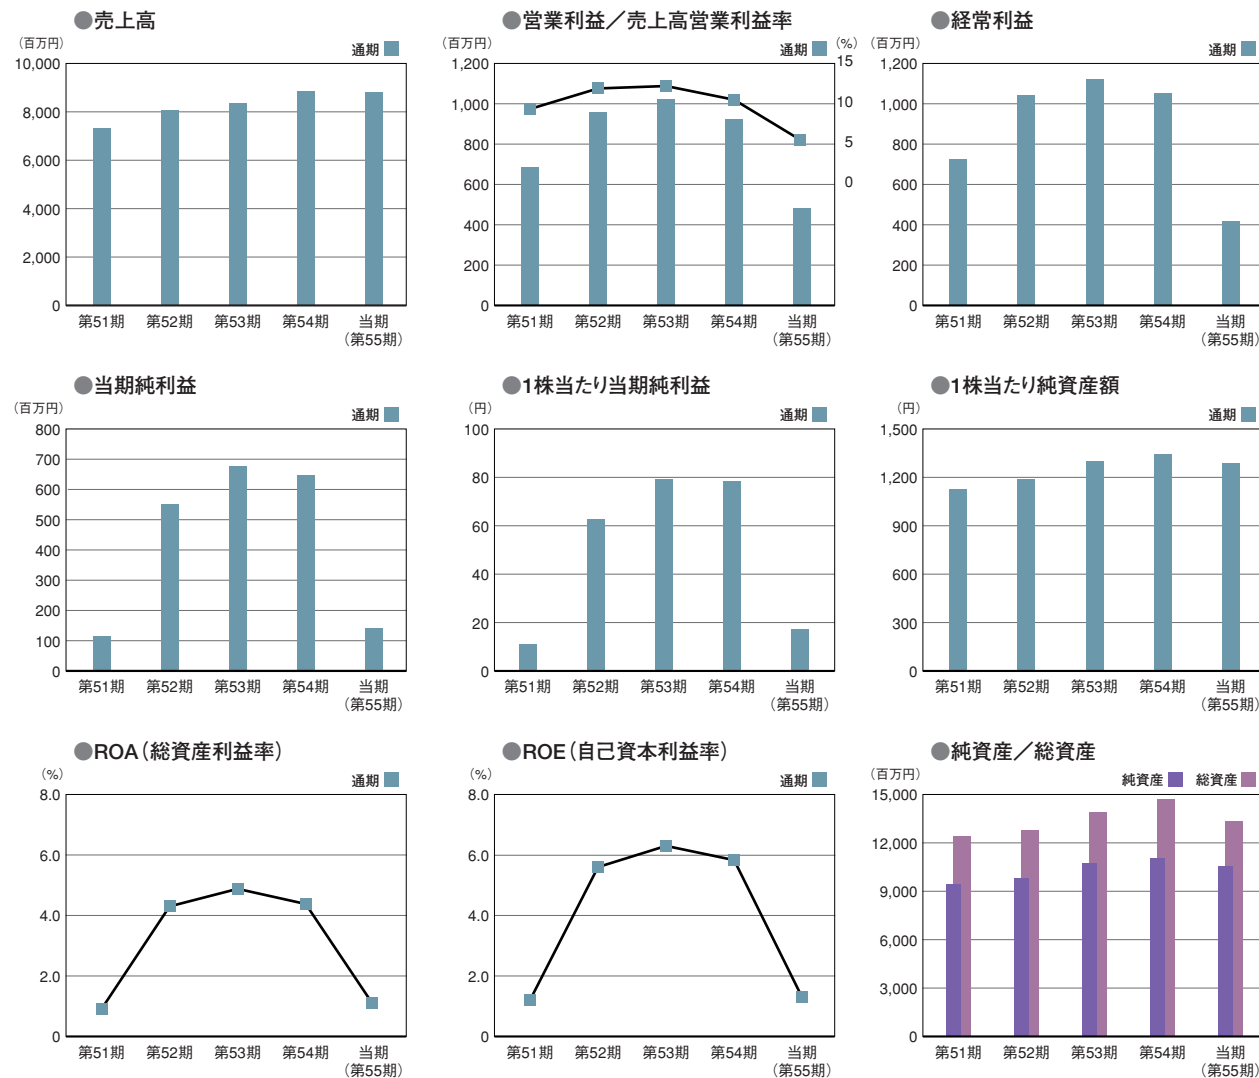 ●売上高
(百万円)
通期
10,000
8,000
6,000
4,000
2,000
0
第51期 第52期 第53期 第54期 当期
(第55期)
●営業利益／売上高営業利益率
(百万円)
通期
(%)
1,200
1,000
800
600
400
200
0
15
10
5
0
第51期 第52期 第53期 第54期 当期
(第55期)
●経常利益
(百万円)
通期
1,200
1,000
800
600
400
200
0
第51期 第52期 第53期 第54期 当期
(第55期)
●当期純利益
(百万円)
通期
800
700
600
500
400
300
200
100
0
第51期 第52期 第53期 第54期 当期
(第55期)
●1株当たり当期純利益
(円)
通期
100
80
60
40
20
0
第51期 第52期 第53期 第54期 当期
(第55期)
●1株当たり純資産額
(円)
通期
1,500
1,200
900
600
300
0
第51期 第52期 第53期 第54期 当期
(第55期)
●ROA（総資産利益率）
(%)
通期
8.0
6.0
4.0
2.0
0
第51期 第52期 第53期 第54期 当期
(第55期)
●ROE（自己資本利益率）
(%)
通期
8.0
6.0
4.0
2.0
0
第51期 第52期 第53期 第54期 当期
(第55期)
●純資産／総資産
(百万円)
純資産 総資産
15,000
12,000
9,000
6,000
3,000
0
第51期 第52期 第53期 第54期 当期
(第55期)